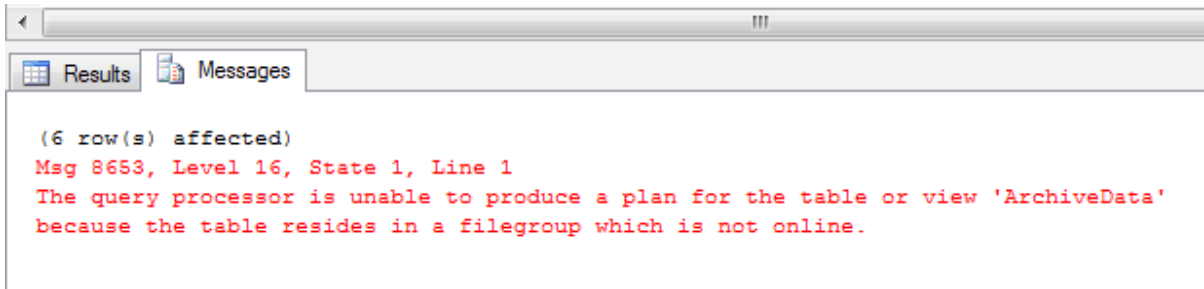 Results Messages
(6 row(s) affected)
Msg 8653, Level 16, State 1, Line 1
The query processor is unable to produce a plan for the table or view 'ArchiveData'
because the table resides in a filegroup which is not online.